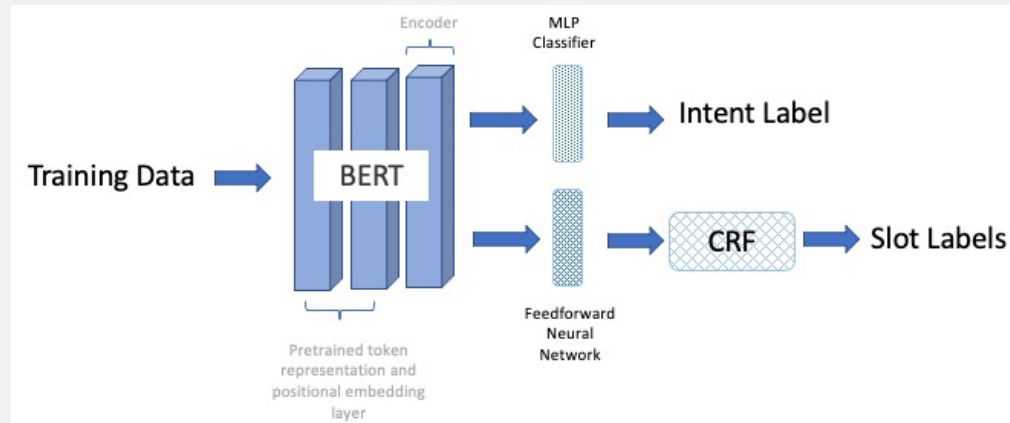 Encoder
MLP
Classifier
Intent Label
Training Data
BERT
CRF
Slot Labels
Feedforward
Neural
Network
Pretrained token
representation and
positional embedding
layer